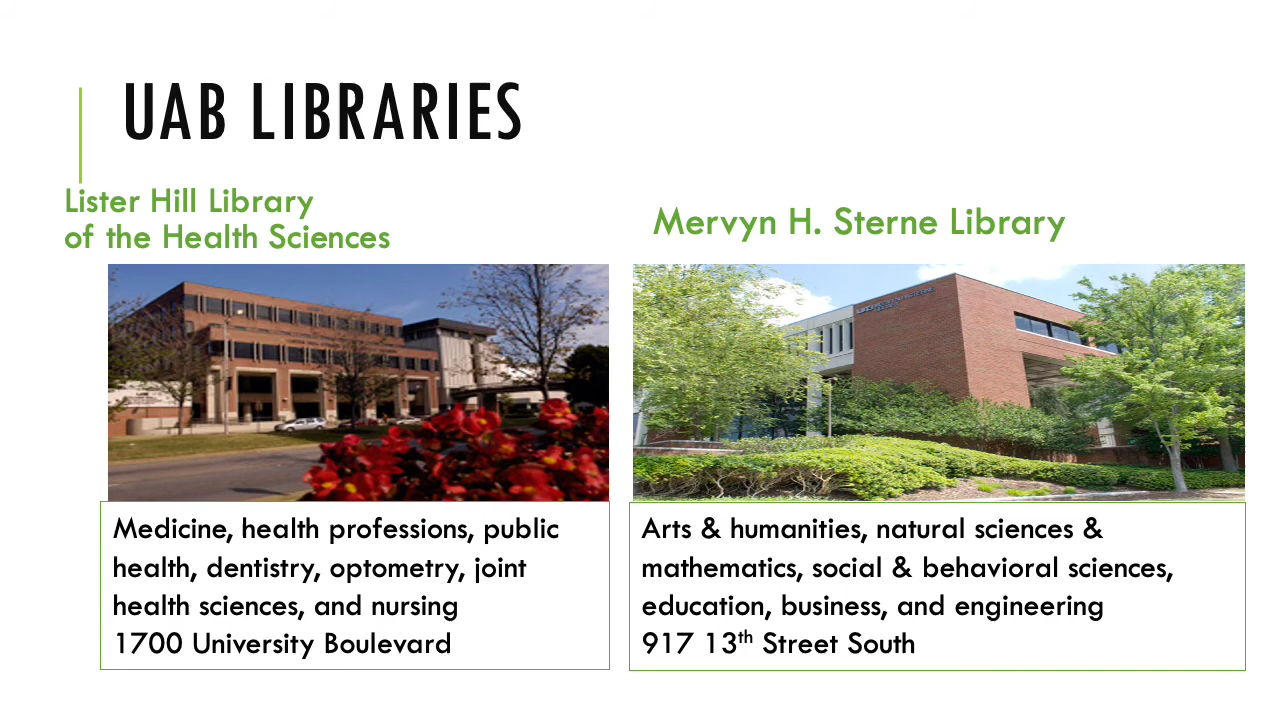 UAB LIBRARIES
Lister Hill Library
of the Health Sciences
Mervyn H. Sterne Library
Medicine, health professions, public
health, dentistry, optometry, joint
health sciences, and nursing
1700 University Boulevard
Arts & humanities, natural sciences &
mathematics, social & behavioral sciences,
education, business, and engineering
917 13th Street South